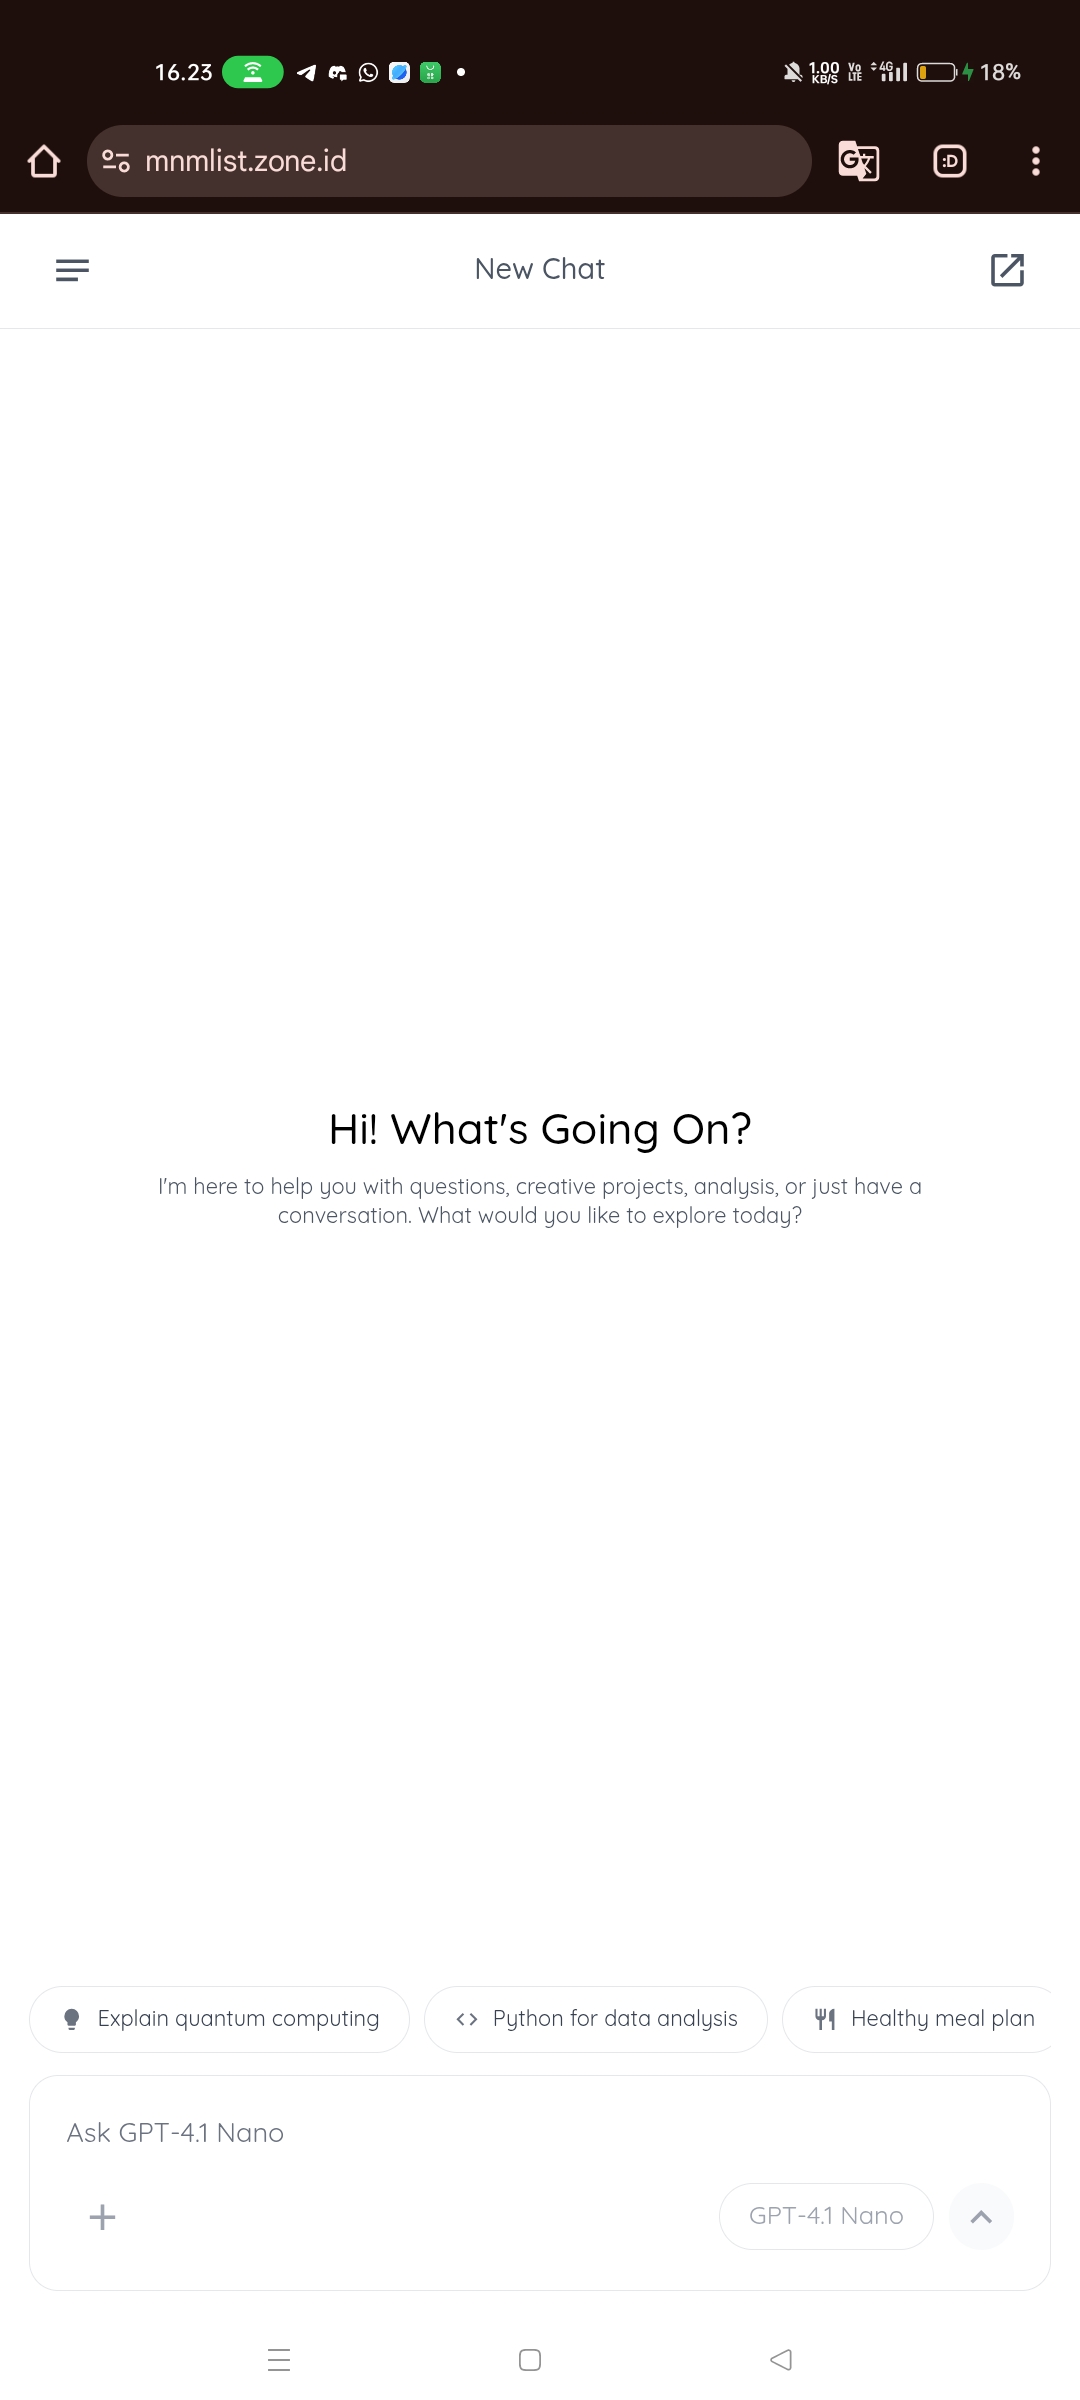 16.23
1.00 KB/S
Vo LTE
4G
18%
mnmlist.zone.id
:D
New Chat
Hi! What's Going On?
I'm here to help you with questions, creative projects, analysis, or just have a
conversation. What would you like to explore today?
Explain quantum computing
Python for data analysis
Healthy meal plan
Ask GPT-4.1 Nano
GPT-4.1 Nano